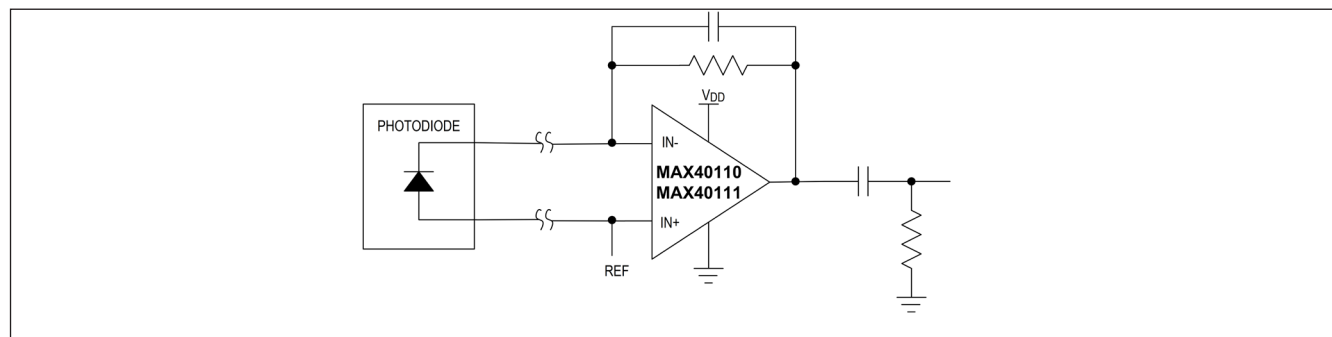 VDD
PHOTODIODE
IN-
MAX40110
MAX40111
IN+
REF